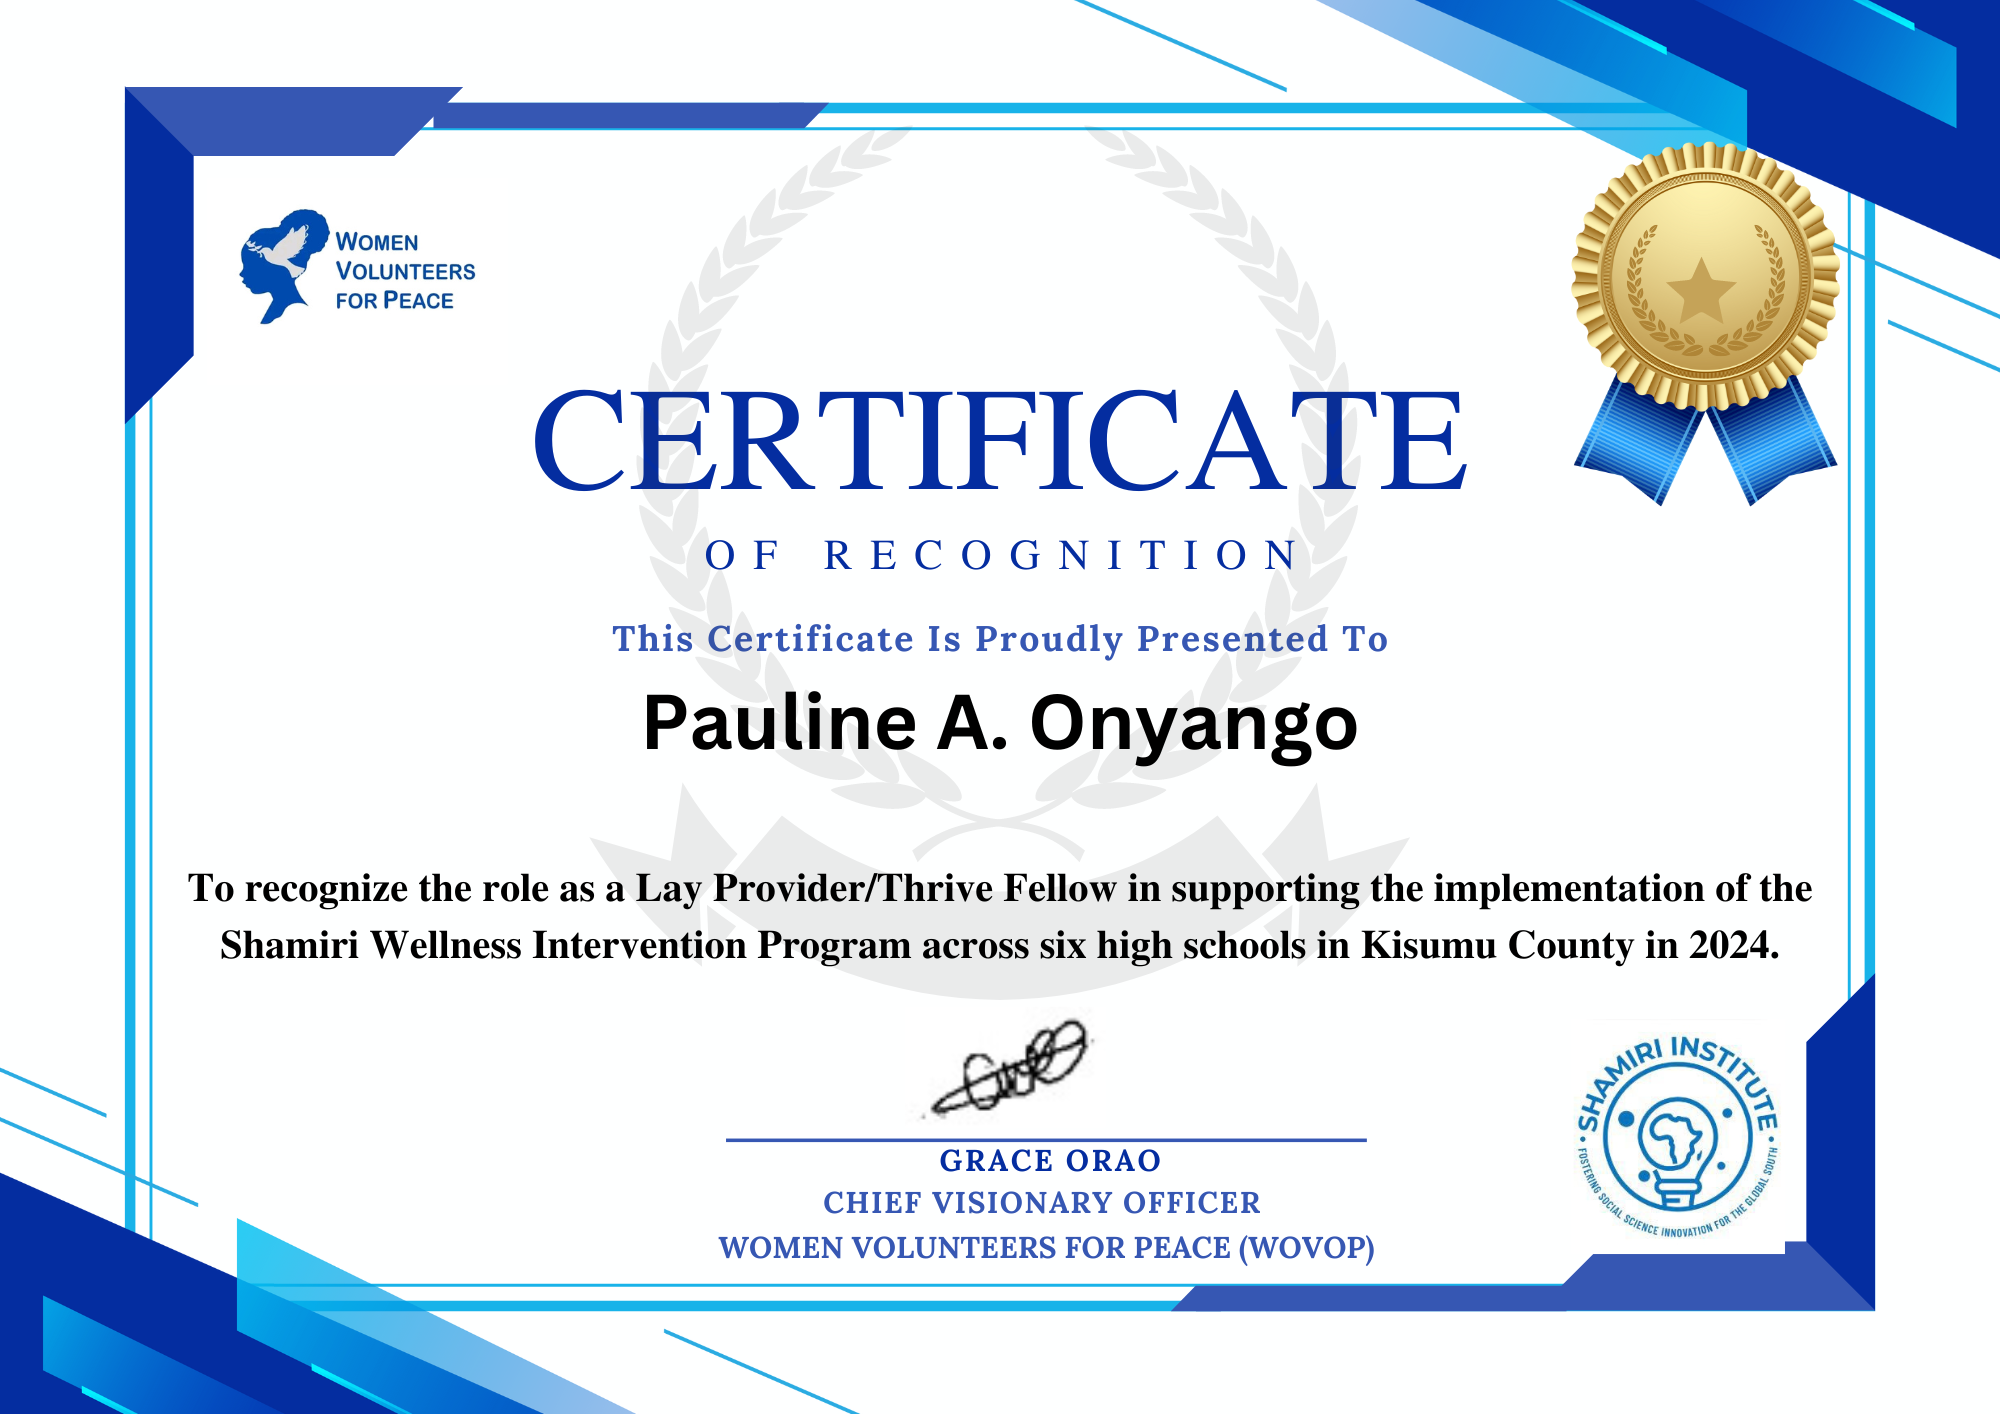 WOMEN
VOLUNTEERS
FOR PEACE
CERTIFICATE
OF RECOGNITION
This Certificate Is Proudly Presented To
Pauline A. Onyango
To recognize the role as a Lay Provider/Thrive Fellow in supporting the implementation of the
Shamiri Wellness Intervention Program across six high schools in Kisumu County in 2024.
GRACE ORAO
CHIEF VISIONARY OFFICER
WOMEN VOLUNTEERS FOR PEACE (WOVOP)
SHAMIRI INSTITUTE
FOSTERING SOCIAL SCIENCE INNOVATION FOR THE GLOBAL SOUTH